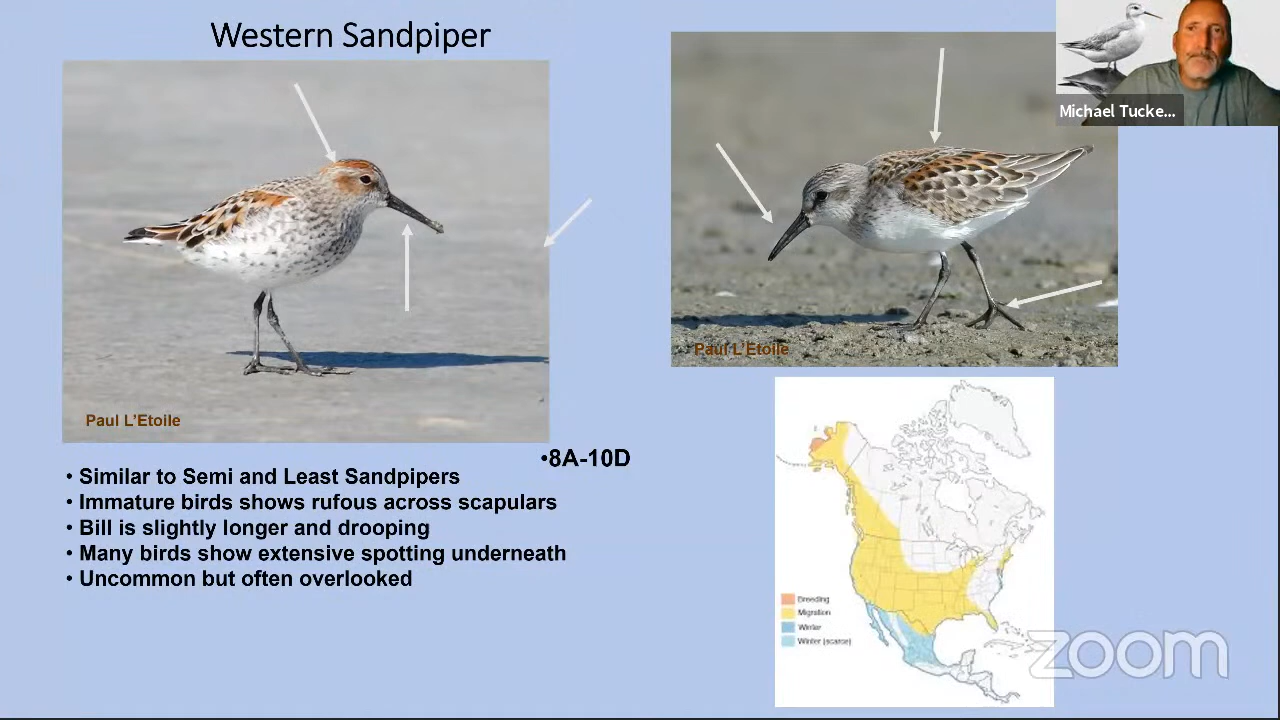 Western Sandpiper
Michael Tucke...
Paul L'Etoile
Paul L'Etoile
•8A-10D
• Similar to Semi and Least Sandpipers
• Immature birds shows rufous across scapulars
• Bill is slightly longer and drooping
• Many birds show extensive spotting underneath
• Uncommon but often overlooked
Breeding
Migration
Winter
Winter (scarce)
zoom